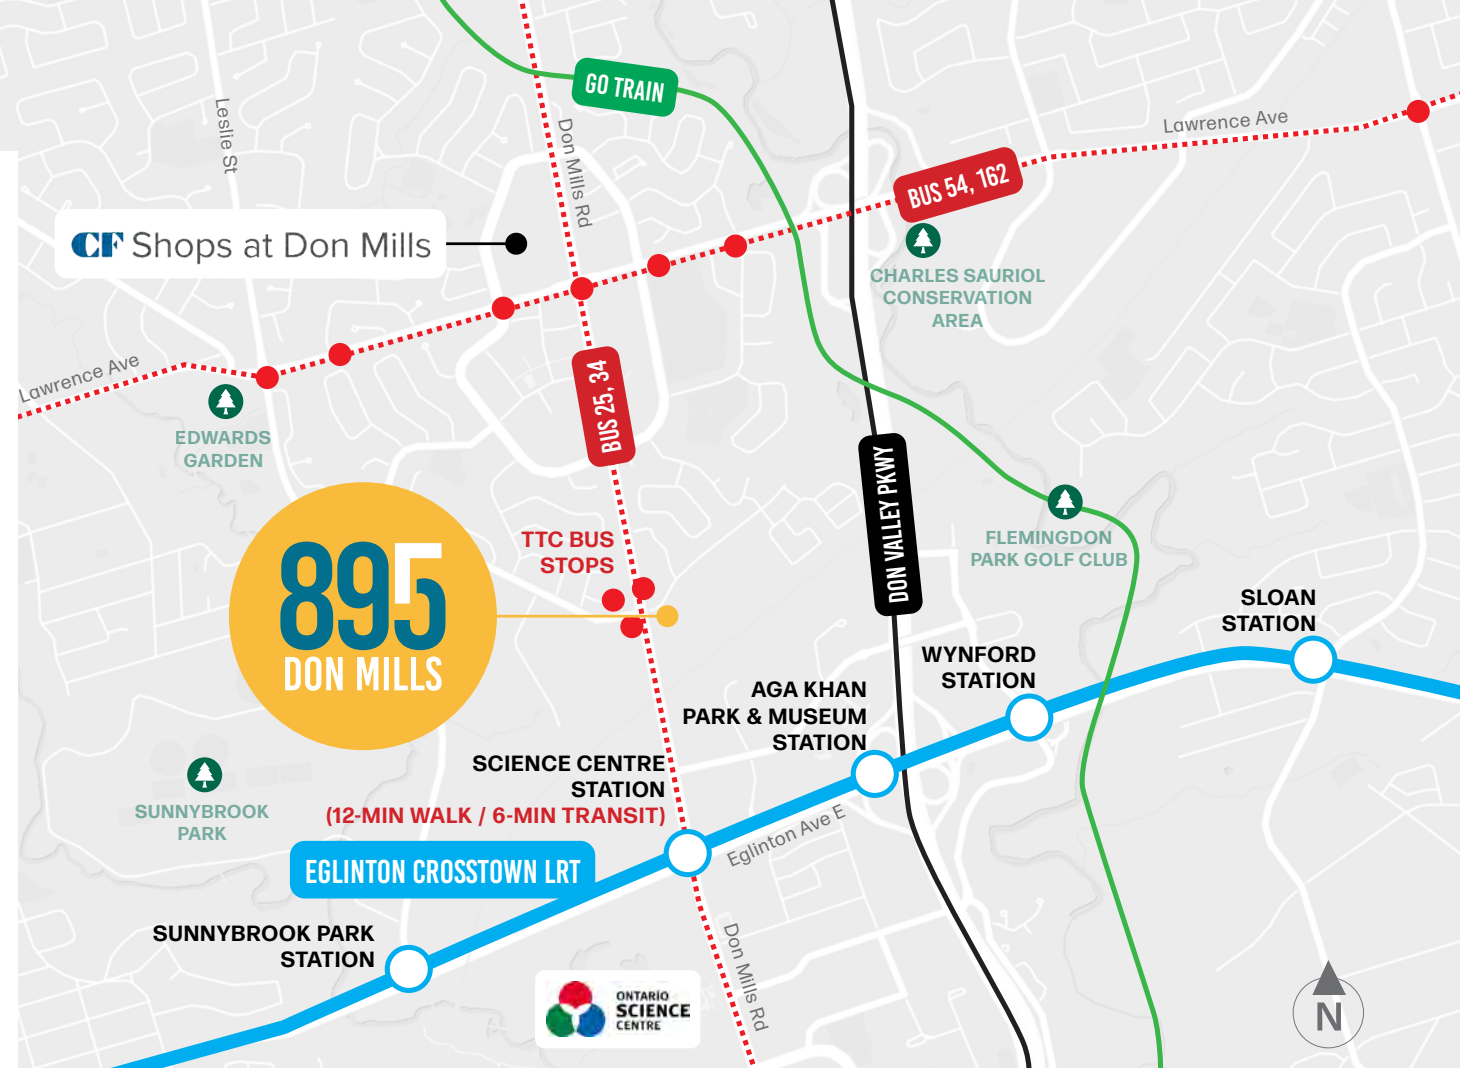 GO TRAIN
Leslie St
Don Mills Rd
Lawrence Ave
BUS 54, 162
CF Shops at Don Mills
CHARLES SAURIOL
CONSERVATION
AREA
Lawrence Ave
BUS 25, 34
EDWARDS
GARDEN
DON VALLEY PKWY
TTC BUS
STOPS
FLEMINGDON
PARK GOLF CLUB
895
DON MILLS
SLOAN
STATION
WYNFORD
STATION
AGA KHAN
PARK & MUSEUM
STATION
SCIENCE CENTRE
STATION
(12-MIN WALK / 6-MIN TRANSIT)
SUNNYBROOK
PARK
Eglinton Ave E
EGLINTON CROSSTOWN LRT
SUNNYBROOK PARK
STATION
Don Mills Rd
ONTARIO
SCIENCE
CENTRE
N